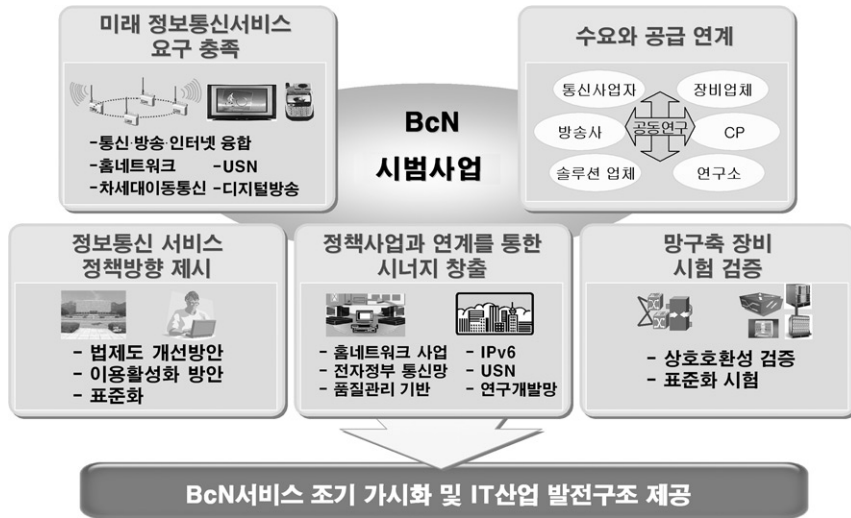 미래 정보통신서비스
요구 충족
-통신·방송·인터넷 융합
-홈네트워크 -USN
-차세대이동통신 -디지털방송
BcN
시범사업
수요와 공급 연계
통신사업자 장비업체
방송사 공동연구 CP
솔루션 업체 연구소
정보통신 서비스
정책방향 제시
- 법제도 개선방안
- 이용활성화 방안
- 표준화
정책사업과 연계를 통한
시너지 창출
- 홈네트워크 사업 - IPv6
- 전자정부 통신망 - USN
- 품질관리 기반 - 연구개발망
망구축 장비
시험 검증
- 상호호환성 검증
- 표준화 시험
BcN서비스 조기 가시화 및 IT산업 발전구조 제공